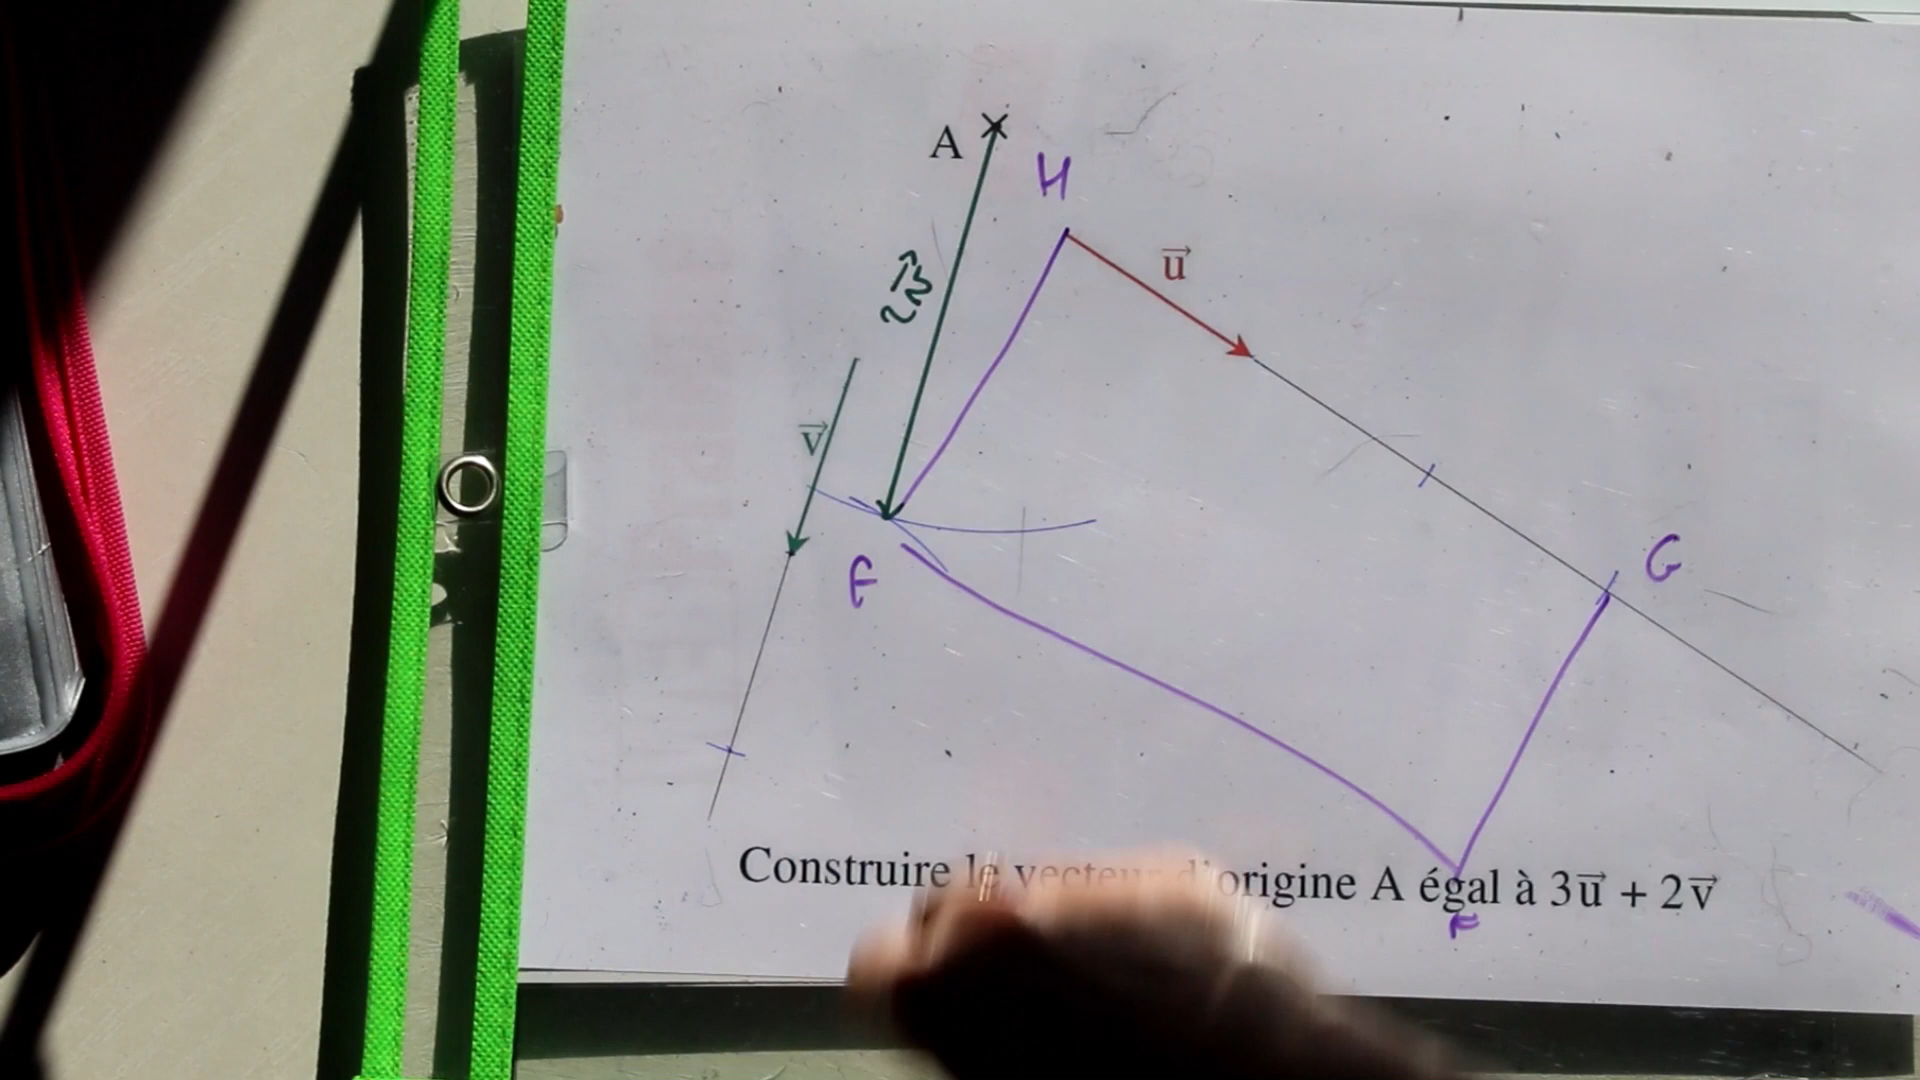 A
H
u⃗
2v⃗
v⃗
G
E
Construire le vecteur d'origine A égal à 3u⃗ + 2v⃗
F